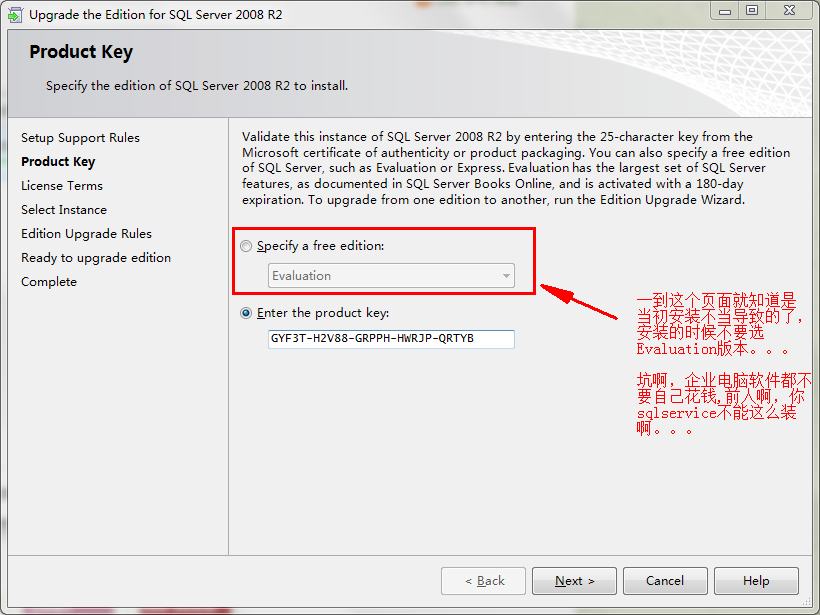 Upgrade the Edition for SQL Server 2008 R2
Product Key
Specify the edition of SQL Server 2008 R2 to install.
Setup Support Rules
Product Key
License Terms
Select Instance
Edition Upgrade Rules
Ready to upgrade edition
Complete
Validate this instance of SQL Server 2008 R2 by entering the 25-character key from the
Microsoft certificate of authenticity or product packaging. You can also specify a free edition
of SQL Server, such as Evaluation or Express. Evaluation has the largest set of SQL Server
features, as documented in SQL Server Books Online, and is activated with a 180-day
expiration. To upgrade from one edition to another, run the Edition Upgrade Wizard.
Specify a free edition:
Evaluation
Enter the product key:
GYF3T-H2V88-GRPPH-HWRJP-QRTYB
一到这个页面就知道是
当初安装不当导致的了,
安装的时候不要选
Evaluation版本。。。
坑啊，企业电脑软件都不
要自己花钱,前人啊，你
sqlservice不能这么装
啊。。。
< Back
Next >
Cancel
Help